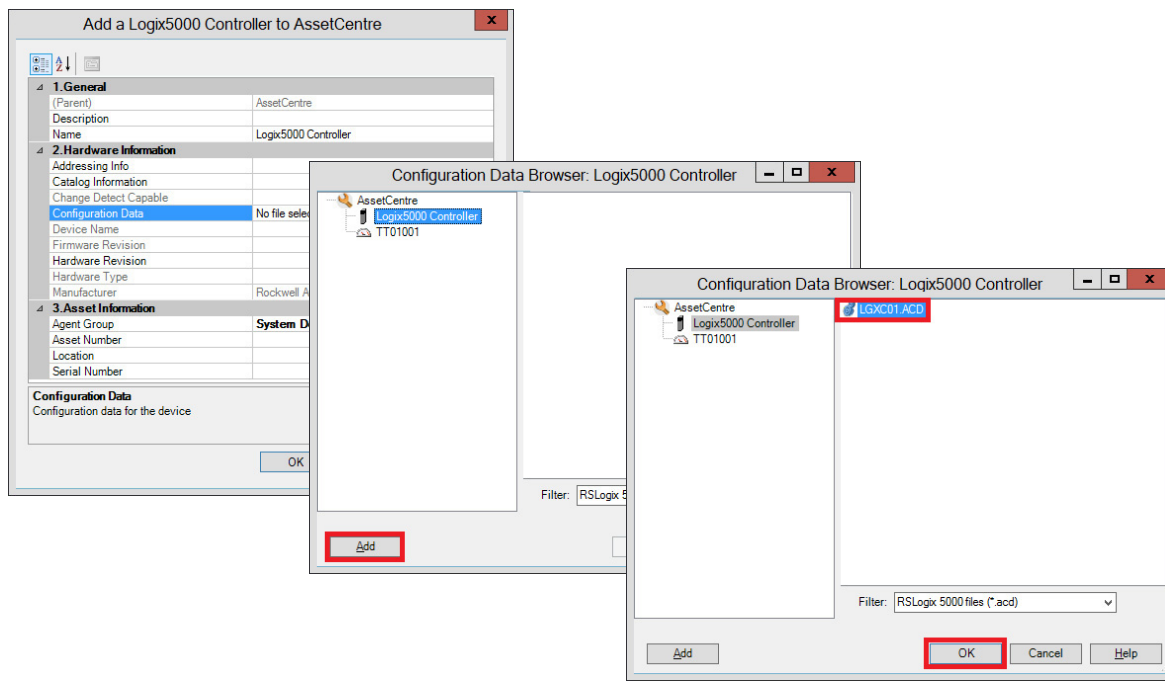 Add a Logix5000 Controller to AssetCentre
1.General
(Parent) AssetCentre
Description
Name Logix5000 Controller
2.Hardware Information
Addressing Info
Catalog Information
Change Detect Capable
Configuration Data No file selec
Device Name
Firmware Revision
Hardware Revision
Hardware Type
Manufacturer Rockwell A
3.Asset Information
Agent Group System D
Asset Number
Location
Serial Number
Configuration Data
Configuration data for the device
OK
Configuration Data Browser: Logix5000 Controller
AssetCentre
Logix5000 Controller
TT01001
Filter: RSLogix 5
Add
Configuration Data Browser: Logix5000 Controller
AssetCentre
Logix5000 Controller
TT01001
LGXC01.ACD
Filter: RSLogix 5000 files (*.acd)
Add OK Cancel Help